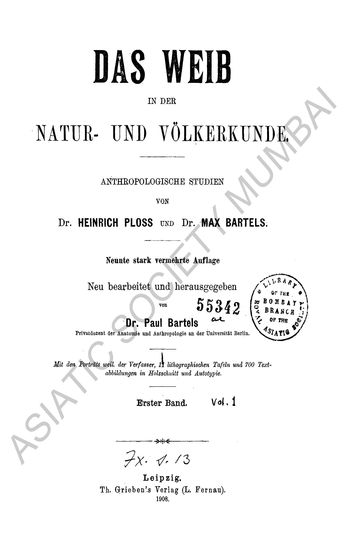 DAS WEIB
IN DER
NATUR- UND VÖLKERKUNDE.
ANTHROPOLOGISCHE STUDIEN
VON
Dr. HEINRICH PLOSS UND Dr. MAX BARTELS.
Neunte stark vermehrte Auflage
Neu bearbeitet und herausgegeben
von
55342
Dr. Paul Bartels
Privatdozent der Anatomie und Anthropologie an der Universität Berlin.
LIBRARY
OF THE
BOMBAY
BRANCH
OF THE
ROYAL ASIATIC SOCIETY
Mit den Porträts weil. der Verfasser, 11 lithographischen Tafeln und 700 Text-
abbildungen in Holzschnitt und Autotypie.
Erster Band. Vol. 1
Leipzig.
Th. Grieben's Verlag (L. Fernau).
1908.
ASIATIC SOCIETY MUMBAI